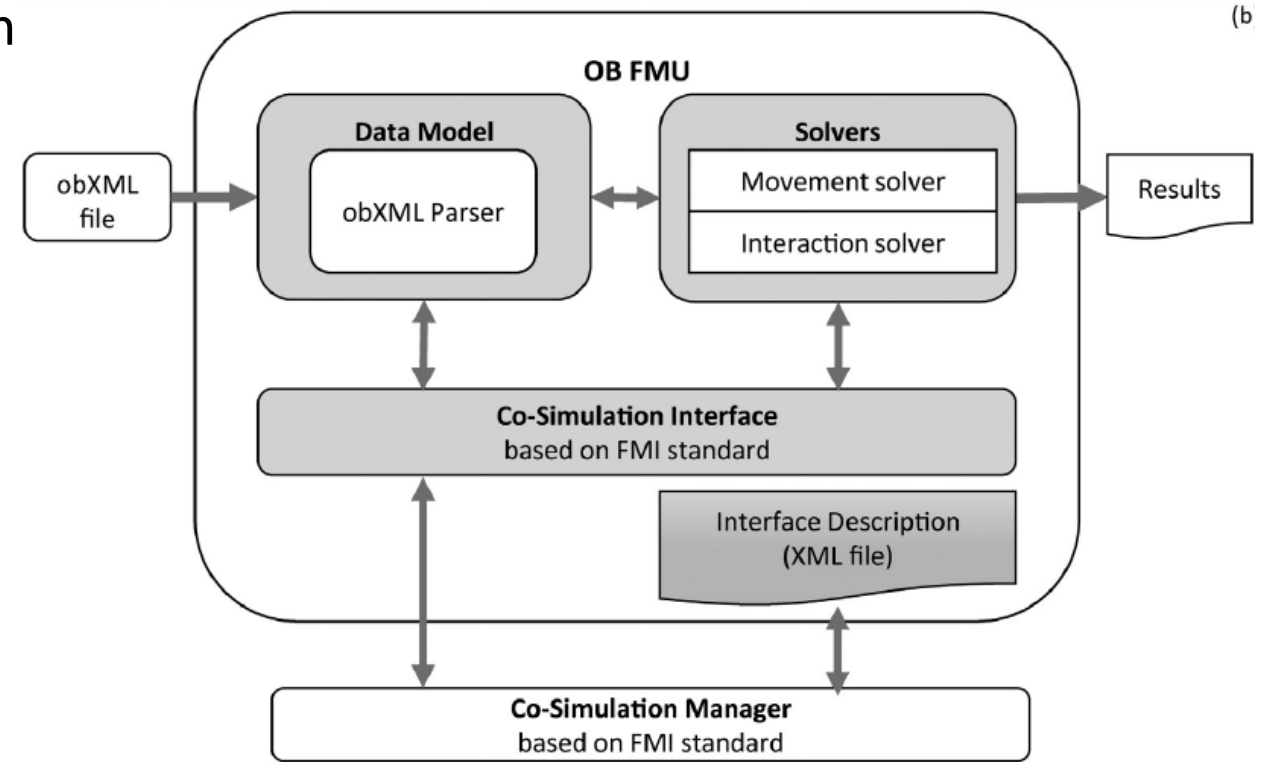 n
(b)
OB FMU
Data Model
Solvers
obXML
file
obXML Parser
Movement solver
Interaction solver
Results
Co-Simulation Interface
based on FMI standard
Interface Description
(XML file)
Co-Simulation Manager
based on FMI standard